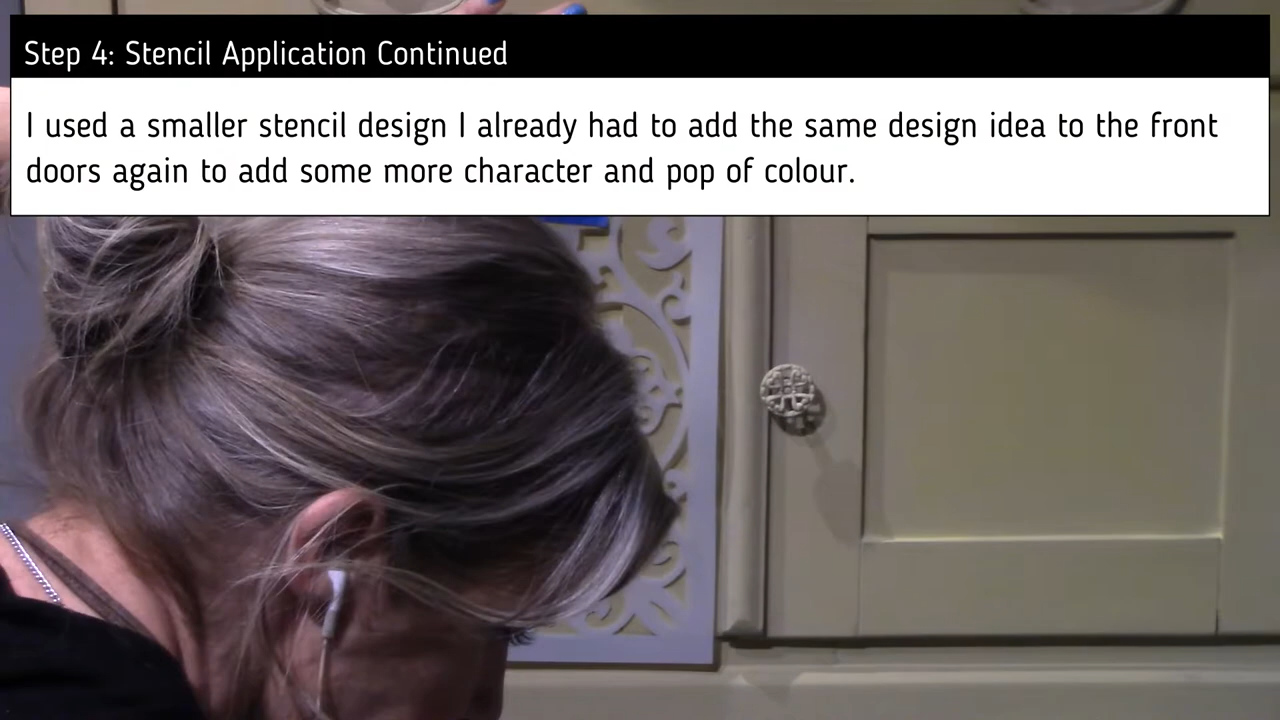 Step 4: Stencil Application Continued
I used a smaller stencil design I already had to add the same design idea to the front
doors again to add some more character and pop of colour.